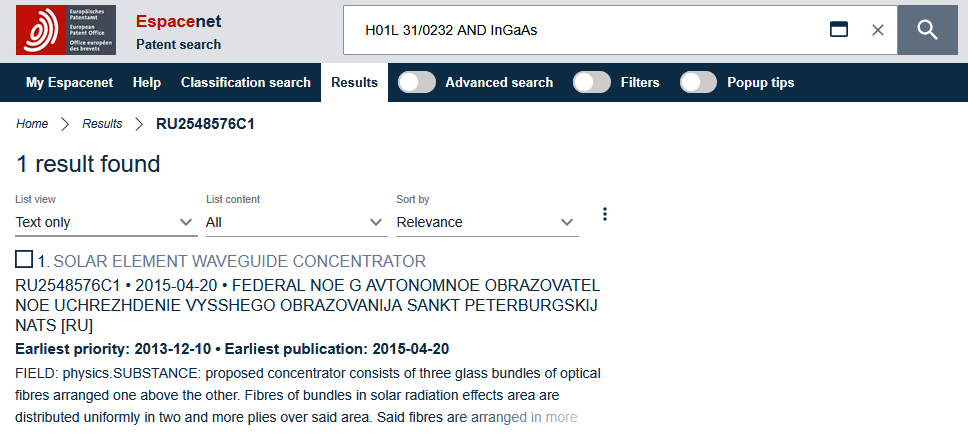 Europäisches
Patentamt
European
Patent Office
Office européen
des brevets
Espacenet
Patent search
H01L 31/0232 AND InGaAs
My Espacenet Help Classification search Results Advanced search Filters Popup tips
Home Results RU2548576C1
1 result found
List view List content Sort by
Text only All Relevance
1. SOLAR ELEMENT WAVEGUIDE CONCENTRATOR
RU2548576C1 • 2015-04-20 • FEDERAL NOE G AVTONOMNOE OBRAZOVATEL
NOE UCHREZHDENIE VYSSHEGO OBRAZOVANIJA SANKT PETERBURGSKIJ
NATS [RU]
Earliest priority: 2013-12-10 • Earliest publication: 2015-04-20
FIELD: physics.SUBSTANCE: proposed concentrator consists of three glass bundles of optical
fibres arranged one above the other. Fibres of bundles in solar radiation effects area are
distributed uniformly in two and more plies over said area. Said fibres are arranged in more